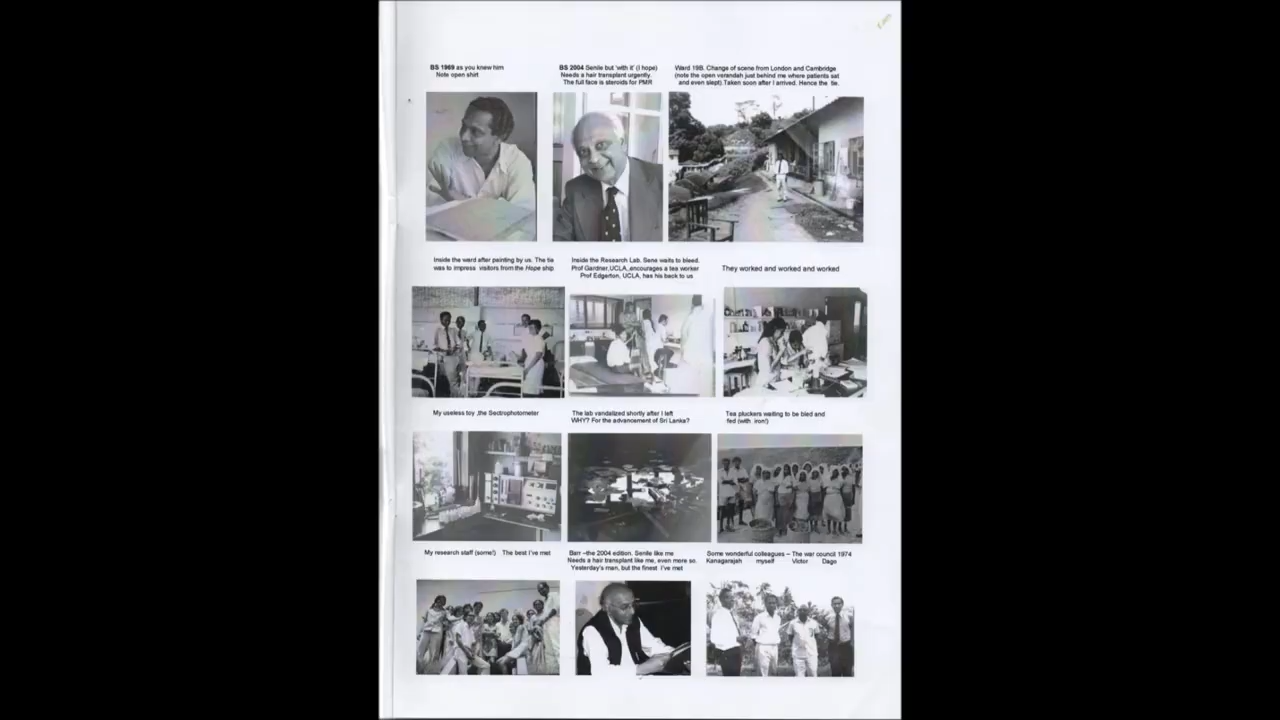 BS 1969 as you knew him
Note open shirt
BS 2004 Senile but 'with it' (I hope)
Needs a hair transplant urgently.
The full face is steroids for PMR
Ward 19B. Change of scene from London and Cambridge
(note the open verandah just behind me where patients sat
and even slept).Taken soon after I arrived. Hence the tie.
Inside the ward after painting by us. The tie
was to impress visitors from the Hope ship
Inside the Research Lab. Sene waits to bleed.
Prof Gardner,UCLA,encourages a tea worker
Prof Edgerton, UCLA, has his back to us
They worked and worked and worked
My useless toy ,the Sectrophotometer
The lab vandalized shortly after I left
WHY? For the advancement of Sri Lanka?
Tea pluckers waiting to be bled and
fed (with iron!)
My research staff (some!) The best I've met
Barr –the 2004 edition. Senile like me
Needs a hair transplant like me, even more so.
Yesterday's man, but the finest I've met
Some wonderful colleagues – The war council 1974
Kanagarajah myself Victor Dago